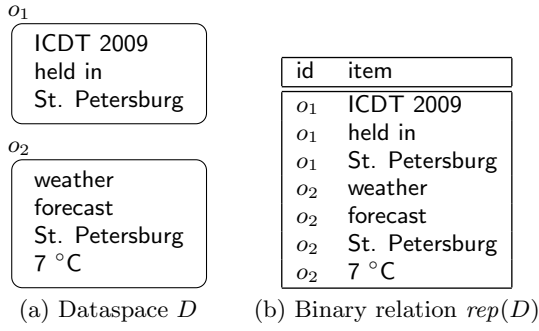 o₁
ICDT 2009
held in
St. Petersburg
o₂
weather
forecast
St. Petersburg
7 °C
(a) Dataspace D
id item
o₁ ICDT 2009
o₁ held in
o₁ St. Petersburg
o₂ weather
o₂ forecast
o₂ St. Petersburg
o₂ 7 °C
(b) Binary relation rep(D)